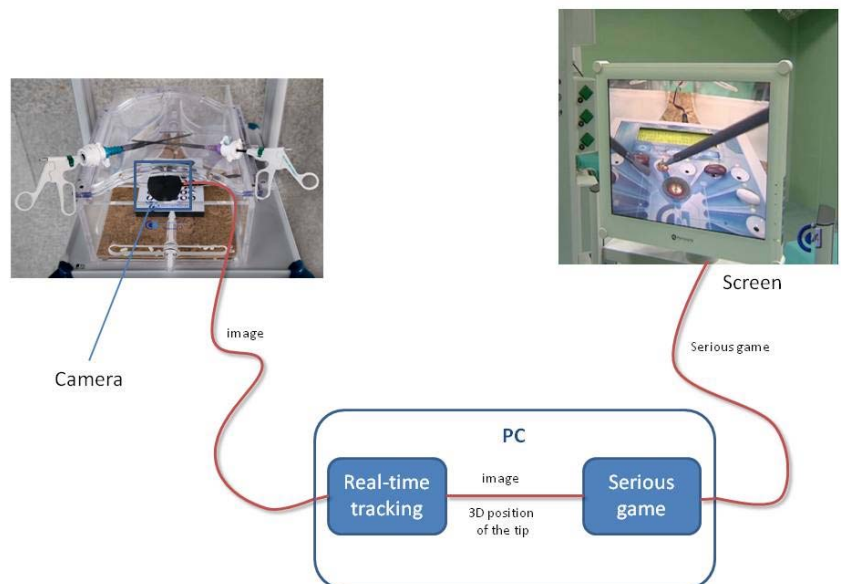 Screen
image
Serious game
Camera
PC
Real-time
tracking
image
3D position
of the tip
Serious
game